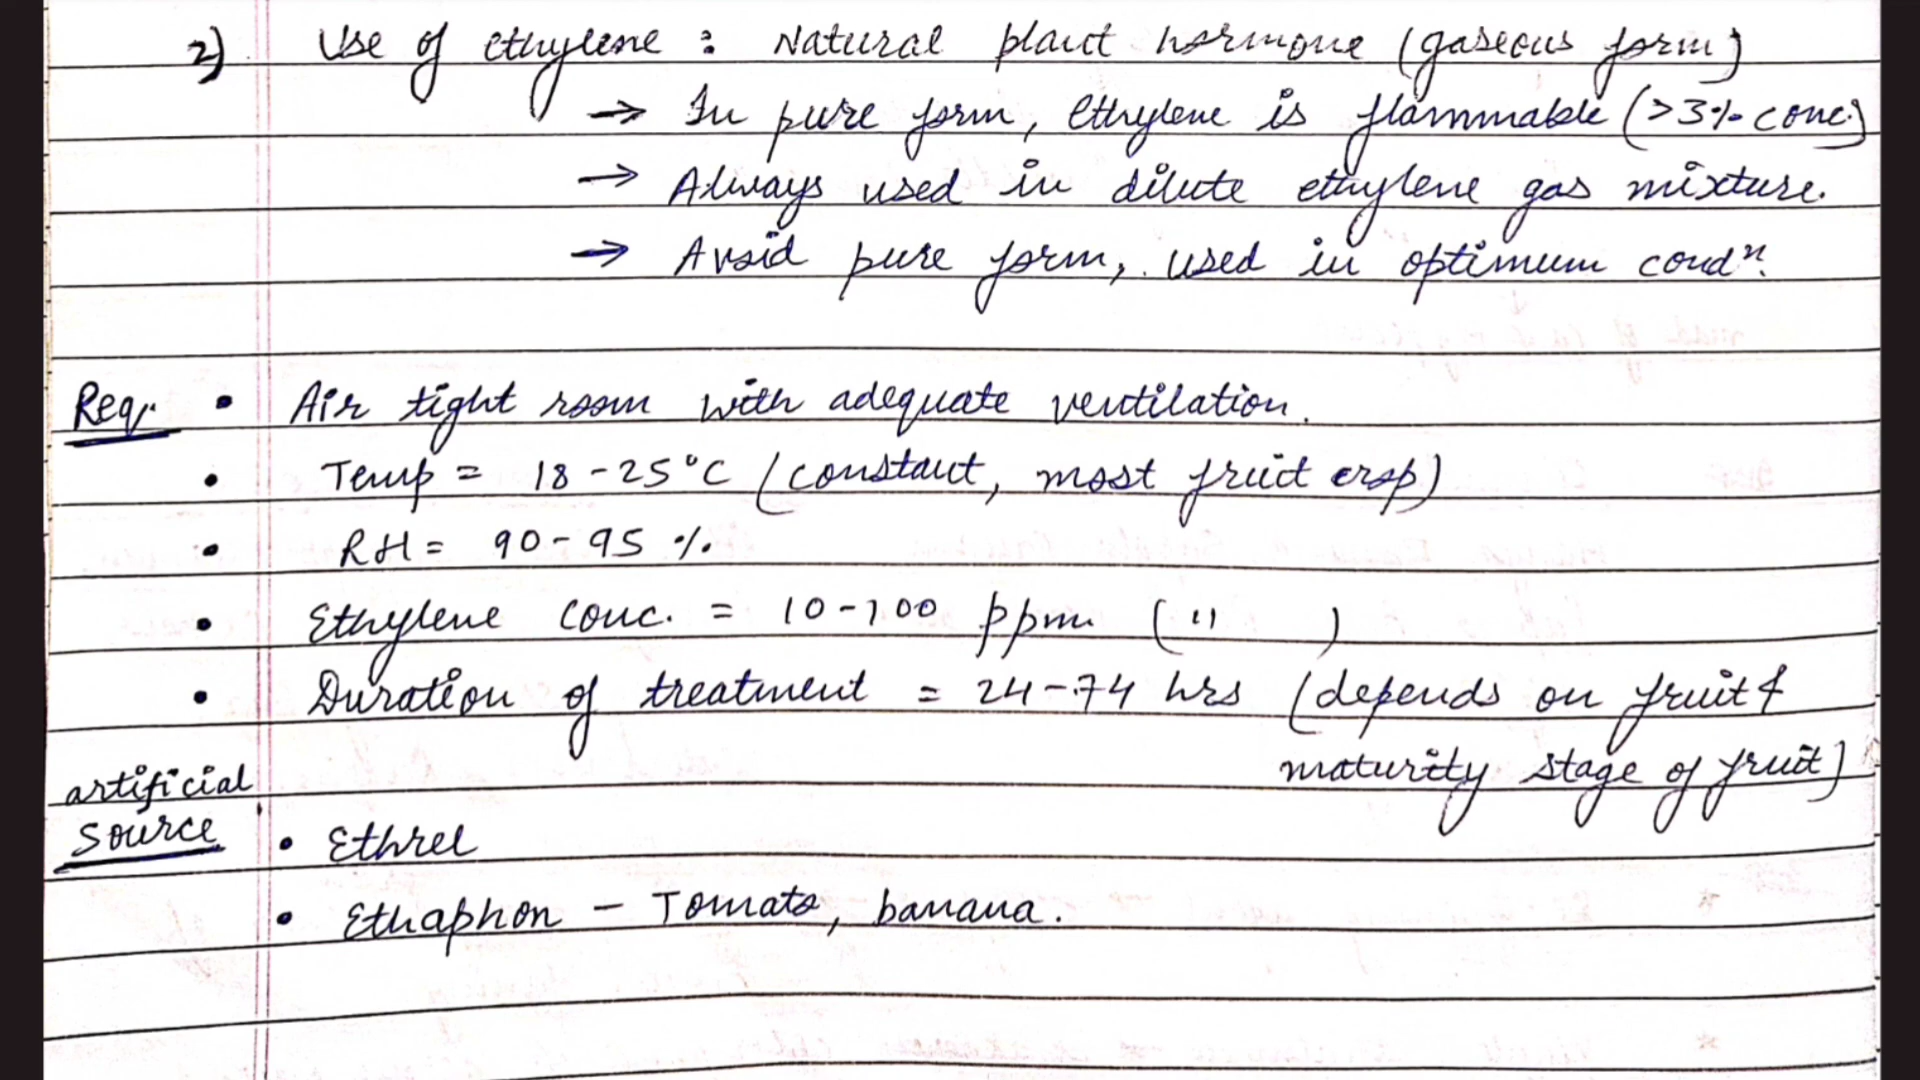 2) Use of ethylene : Natural plant hormone (gaseous form)
→ In pure form, Ethylene is flammable (>3% conc.)
→ Always used in dilute ethylene gas mixture.
→ Avoid pure form, used in optimum condⁿ.
Req. • Air tight room with adequate ventilation.
• Temp = 18-25°C (constant, most fruit crop)
• RH = 90-95 %
• Ethylene conc. = 10-100 ppm (")
• Duration of treatment = 24-74 hrs (depends on fruit &
maturity stage of fruit)
artificial
source • Ethrel
• Ethaphon - Tomato, banana.